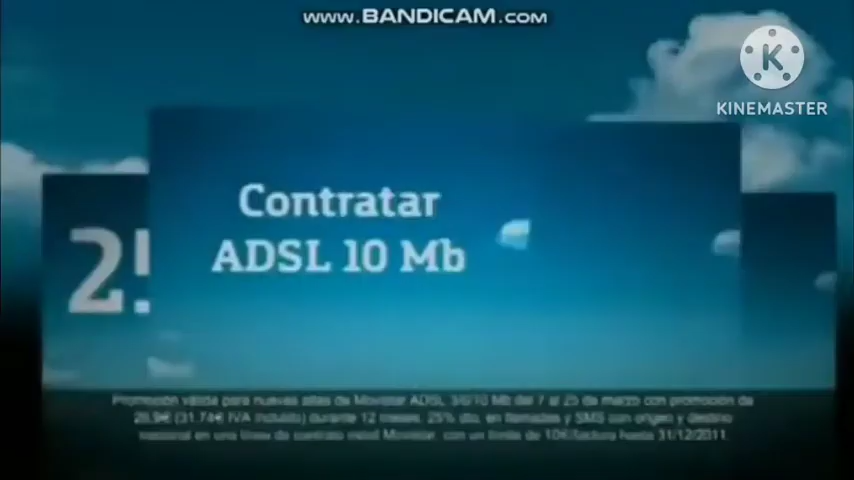 www.BANDICAM.com
KINEMASTER
Contratar
ADSL 10 Mb
2
Promoción válida para nuevas altas de Movistar ADSL 3/6/10 Mb del 7 al 25 de marzo con promoción de
(31,74€ IVA incluido) durante 12 meses. 25% dto. en llamadas y SMS con origen y destino
nacional en una línea de contrato móvil Movistar, con un límite de 10€/factura hasta 31/12/2011.